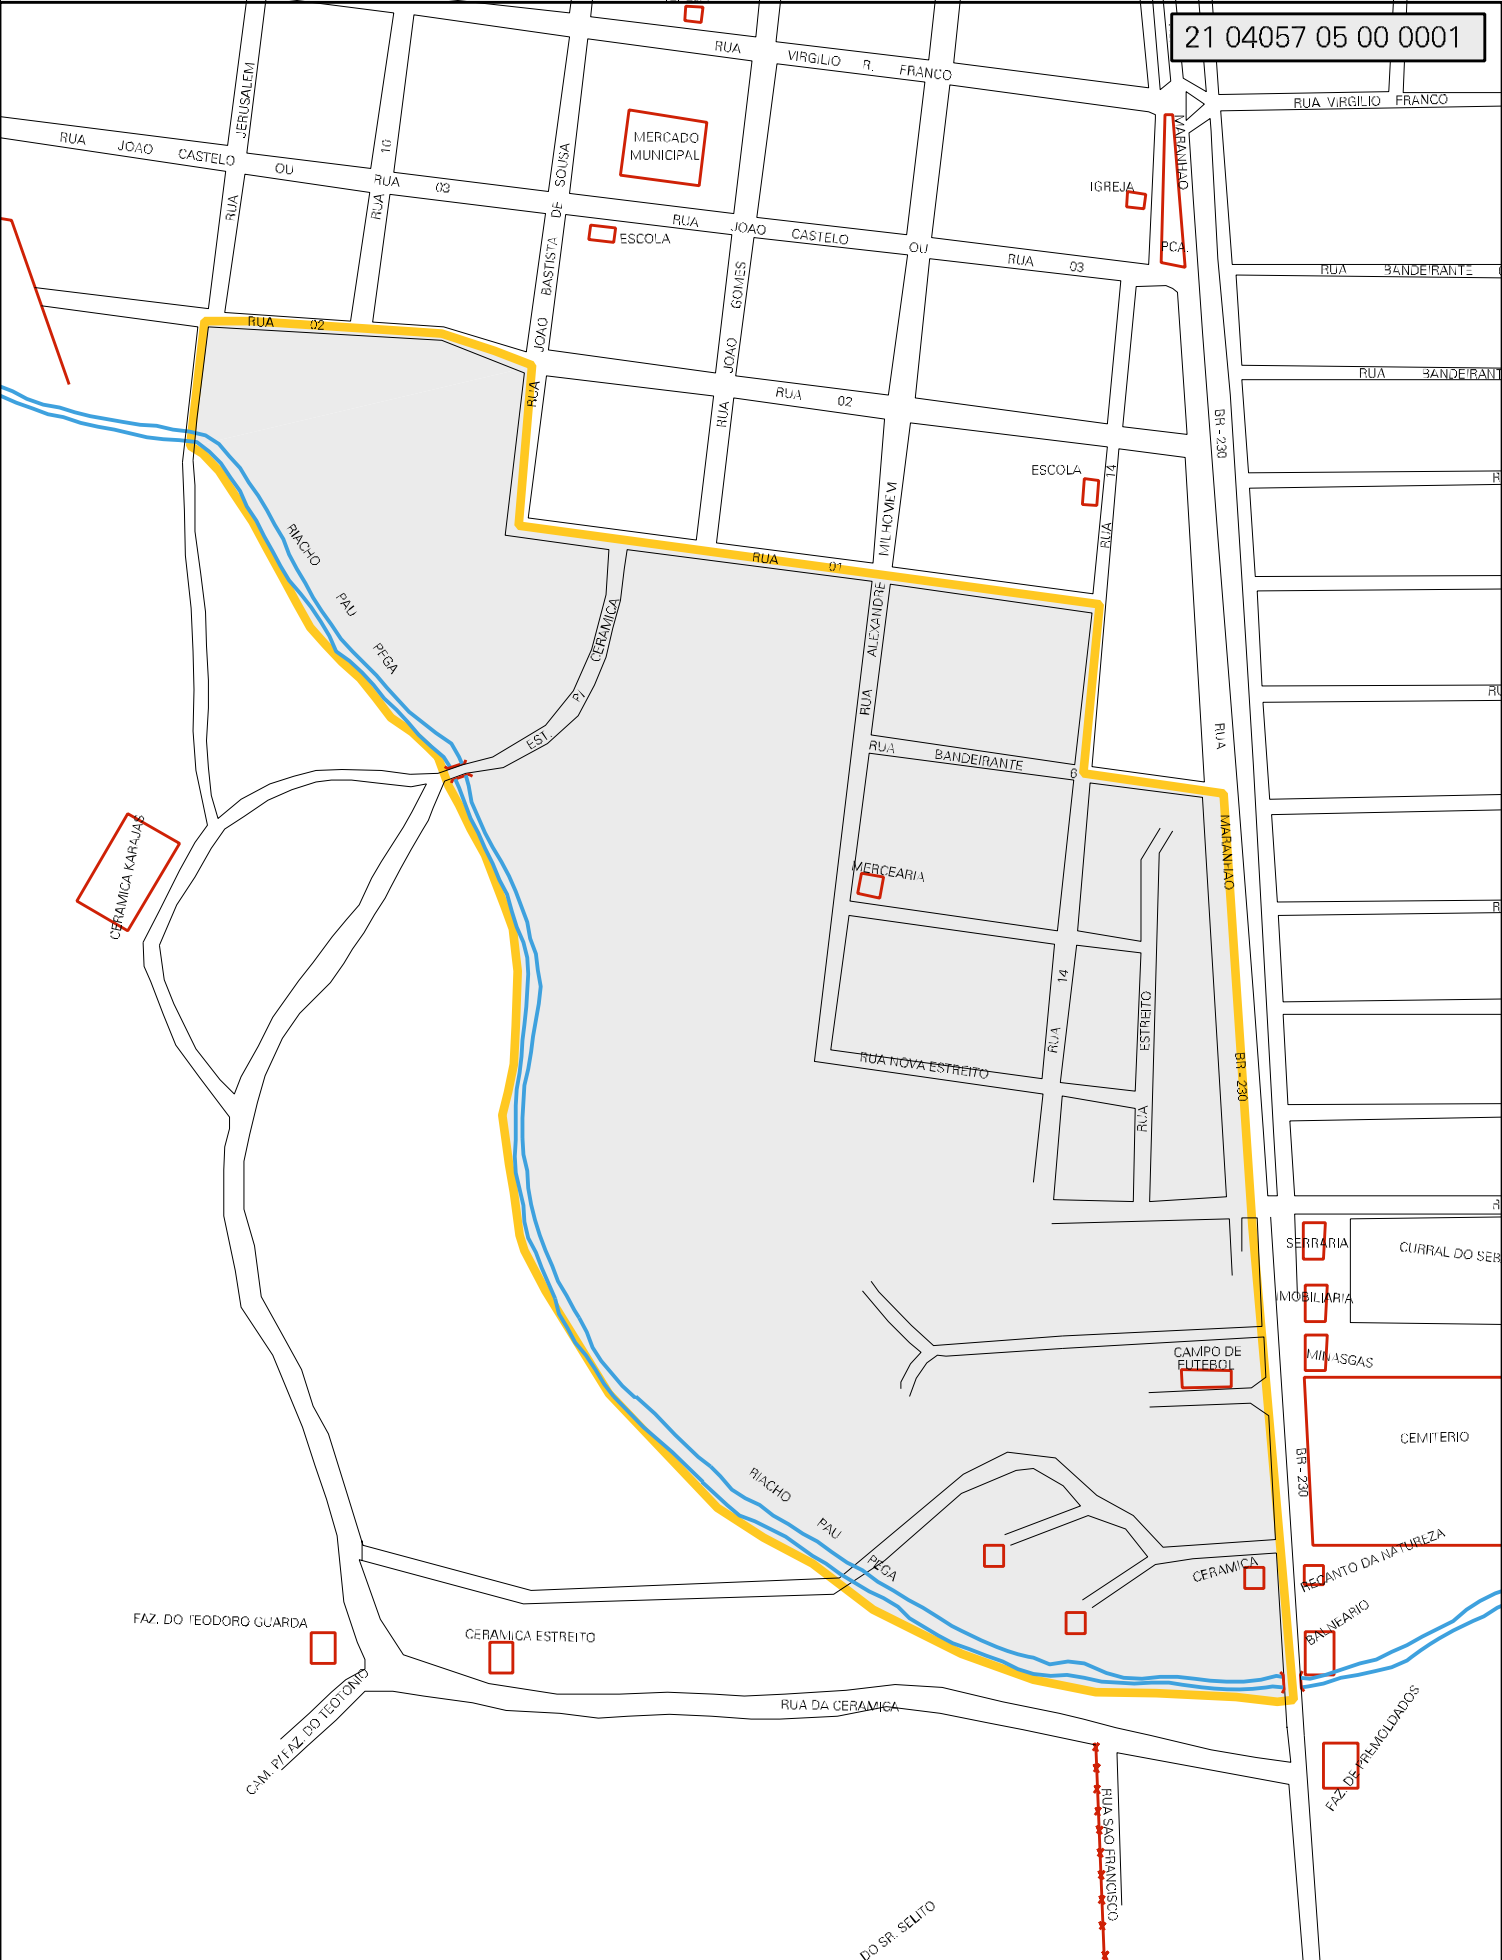 21 04057 05 00 0001
RUA VIRGILIO R. FRANCO
RUA VIRGILIO FRANCO
JERUSALEM
RUA
RUA JOAO CASTELO OU RUA 03
10
RUA
MERCADO
MUNICIPAL
MARANHAO
PCA.
IGREJA
RUA JOAO BASTISTA DE SOUSA
ESCOLA
RUA JOAO CASTELO OU RUA 03
RUA BANDEIRANTE
RUA JOAO GOMES
RUA 02
RUA 02
RUA BANDEIRANT
BR - 230
ESCOLA
RUA 14
RUA ALEXANDRE MILHOMEM
RUA 01
RIACHO PAU PEGA
EST. P/ CERAMICA
RUA MARANHAO
RUA BANDEIRANTE 6
CERAMICA KARAJAS
MERCEARIA
RUA 14
RUA ESTREITO
RUA NOVA ESTREITO
BR - 230
SERRARIA
CURRAL DO SEB
IMOBILIARIA
MINASGAS
CAMPO DE
FUTEBOL
CEMITERIO
BR - 230
RIACHO PAU PEGA
CERAMICA
RECANTO DA NATUREZA
BALNEARIO
FAZ. DO TEODORO GUARDA
CERAMICA ESTREITO
CAM. P/ FAZ. DO TEOTONIO
RUA DA CERAMICA
FAZ. DE PREMOLDADOS
RUA SAO FRANCISCO
DO SR. SELITO